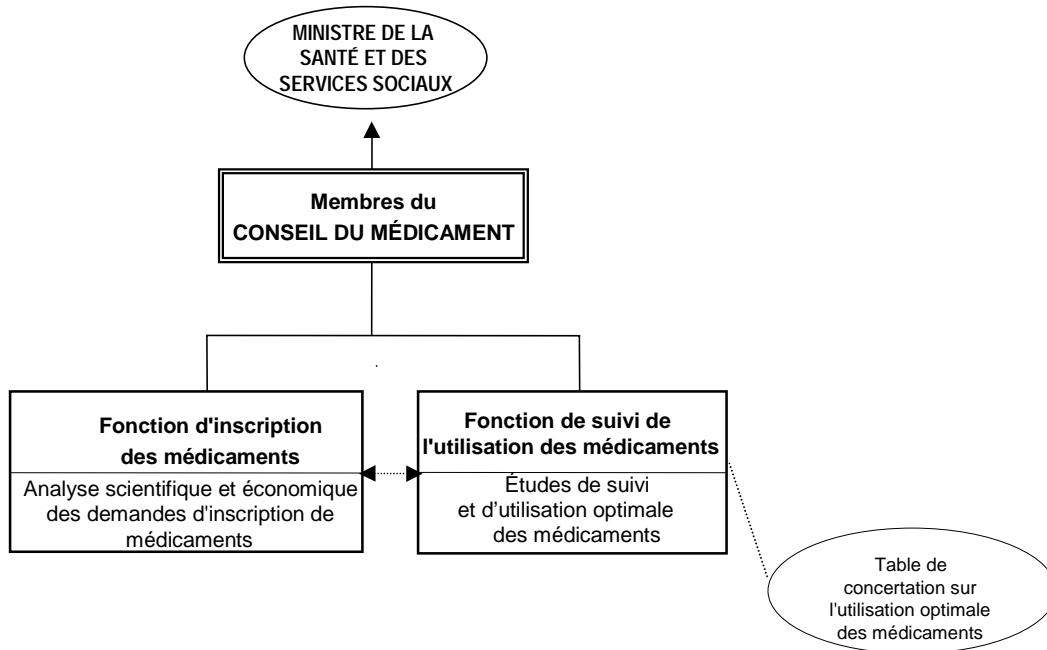 MINISTRE DE LA
SANTÉ ET DES
SERVICES SOCIAUX
Membres du
CONSEIL DU MÉDICAMENT
Fonction d'inscription
des médicaments
Analyse scientifique et économique
des demandes d'inscription de
médicaments
Fonction de suivi de
l'utilisation des médicaments
Études de suivi
et d’utilisation optimale
des médicaments
Table de
concertation sur
l'utilisation optimale
des médicaments